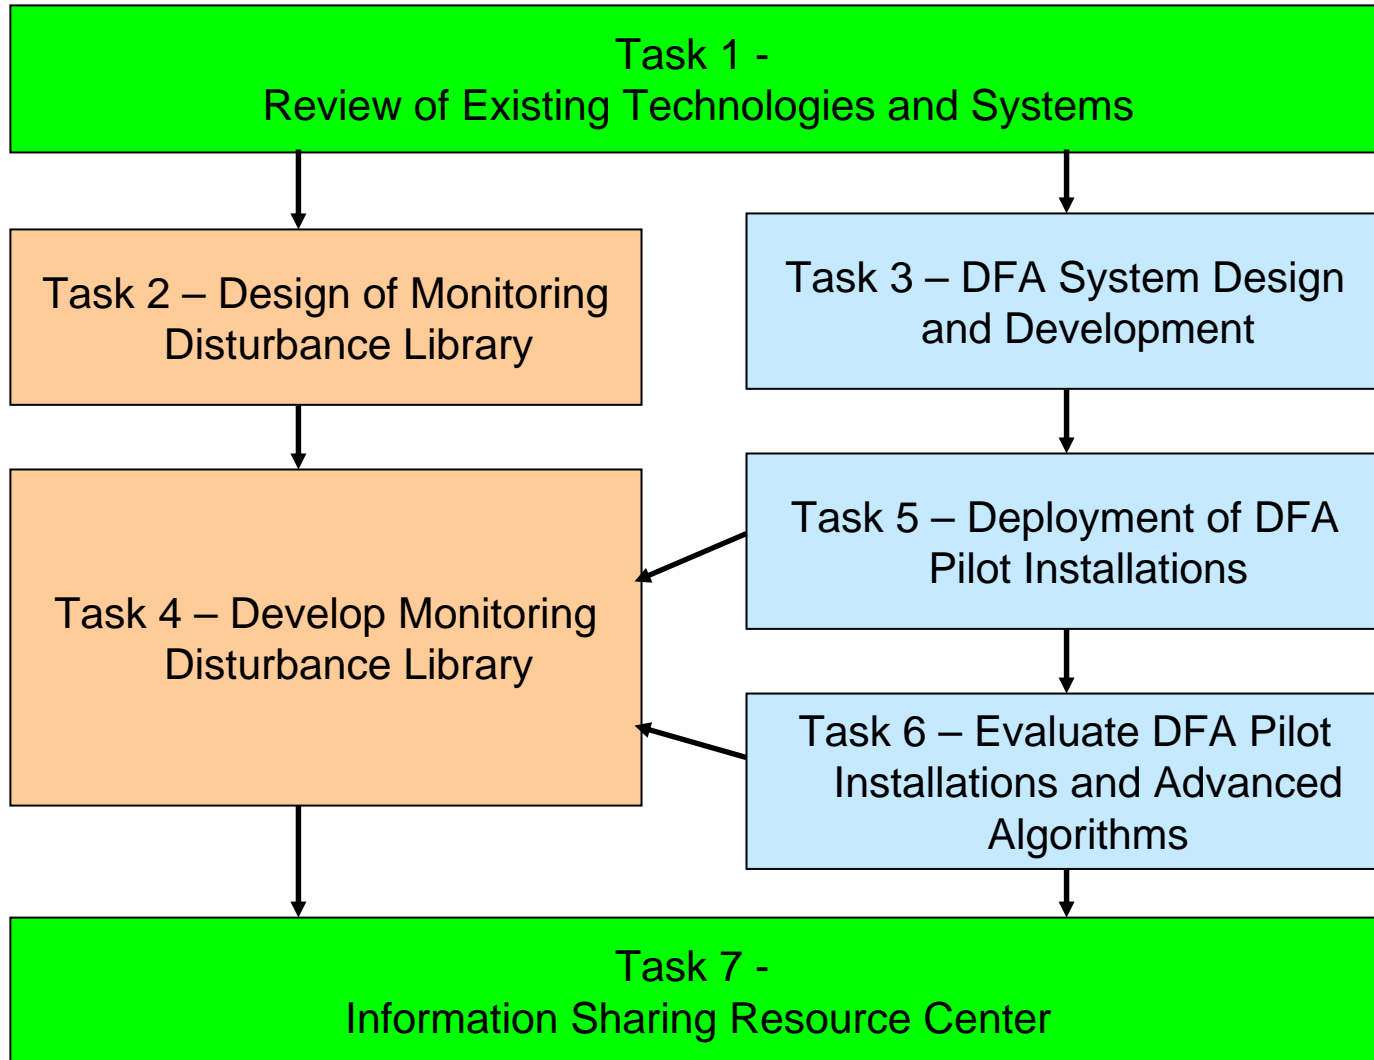 Task 1 -
Review of Existing Technologies and Systems
Task 2 – Design of Monitoring
Disturbance Library
Task 3 – DFA System Design
and Development
Task 4 – Develop Monitoring
Disturbance Library
Task 5 – Deployment of DFA
Pilot Installations
Task 6 – Evaluate DFA Pilot
Installations and Advanced
Algorithms
Task 7 -
Information Sharing Resource Center